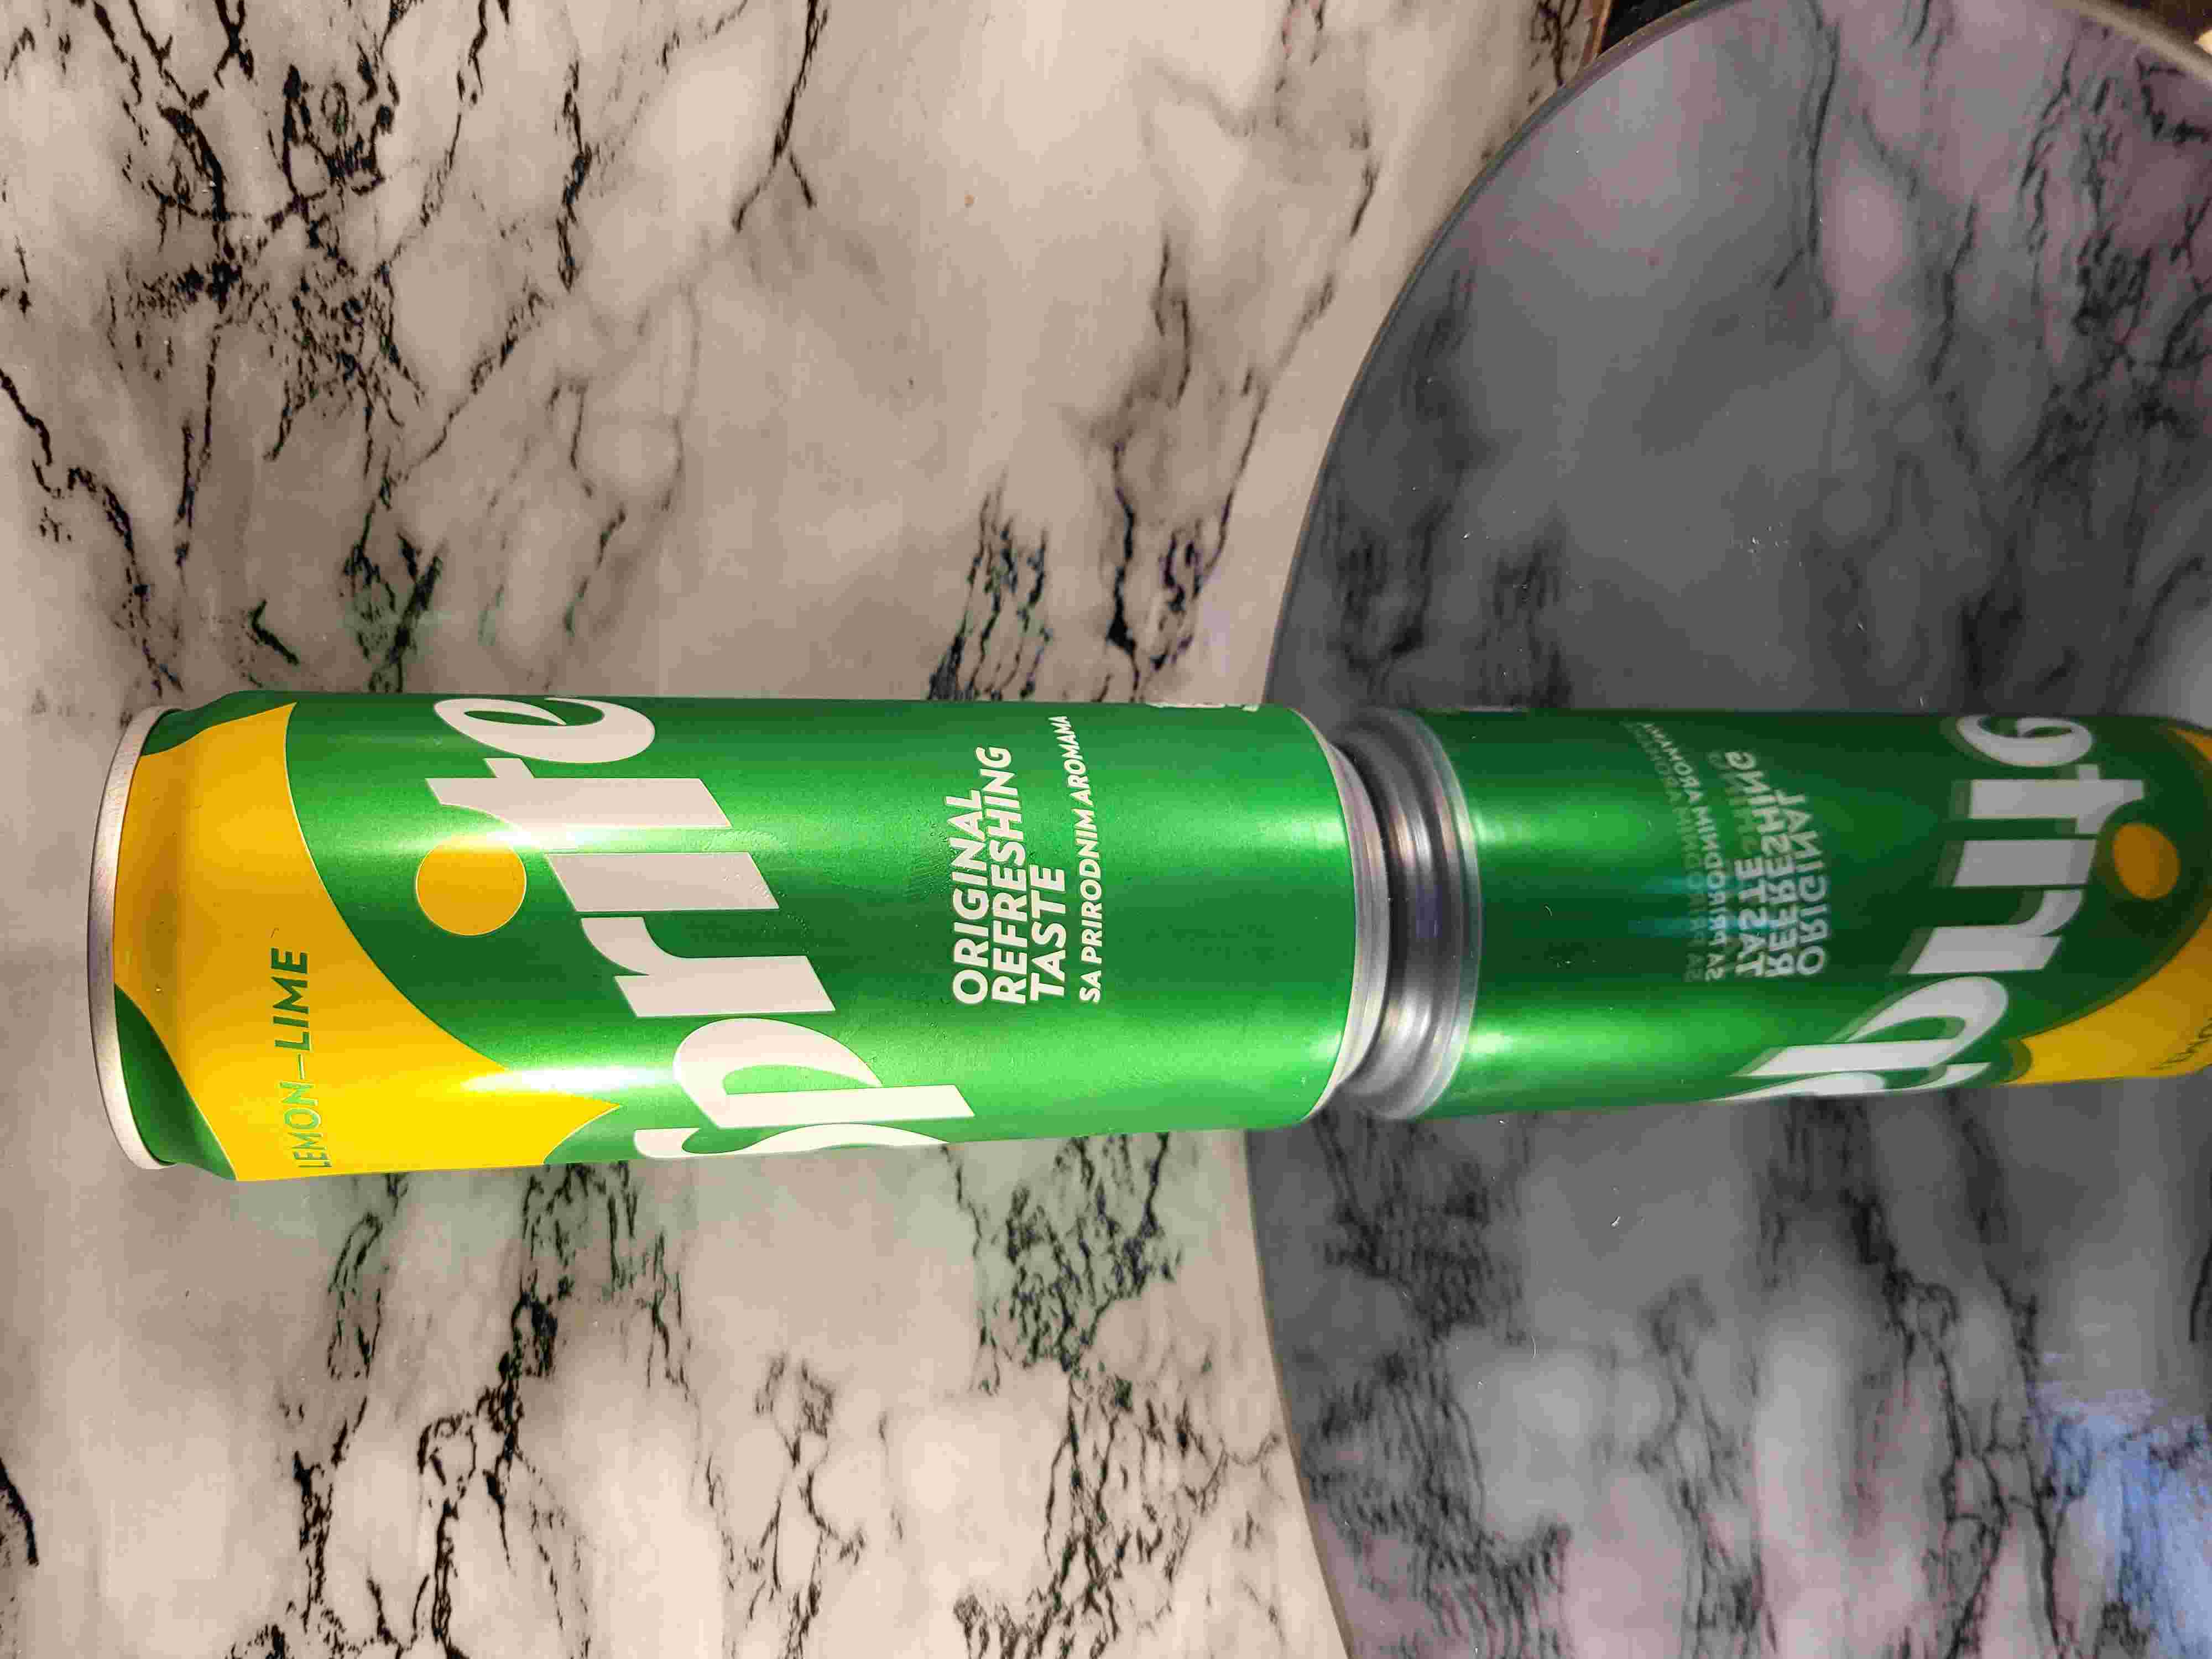 LEMON–LIME
Sprite
ORIGINAL
REFRESHING
TASTE
SA PRIRODNIM AROMAMA